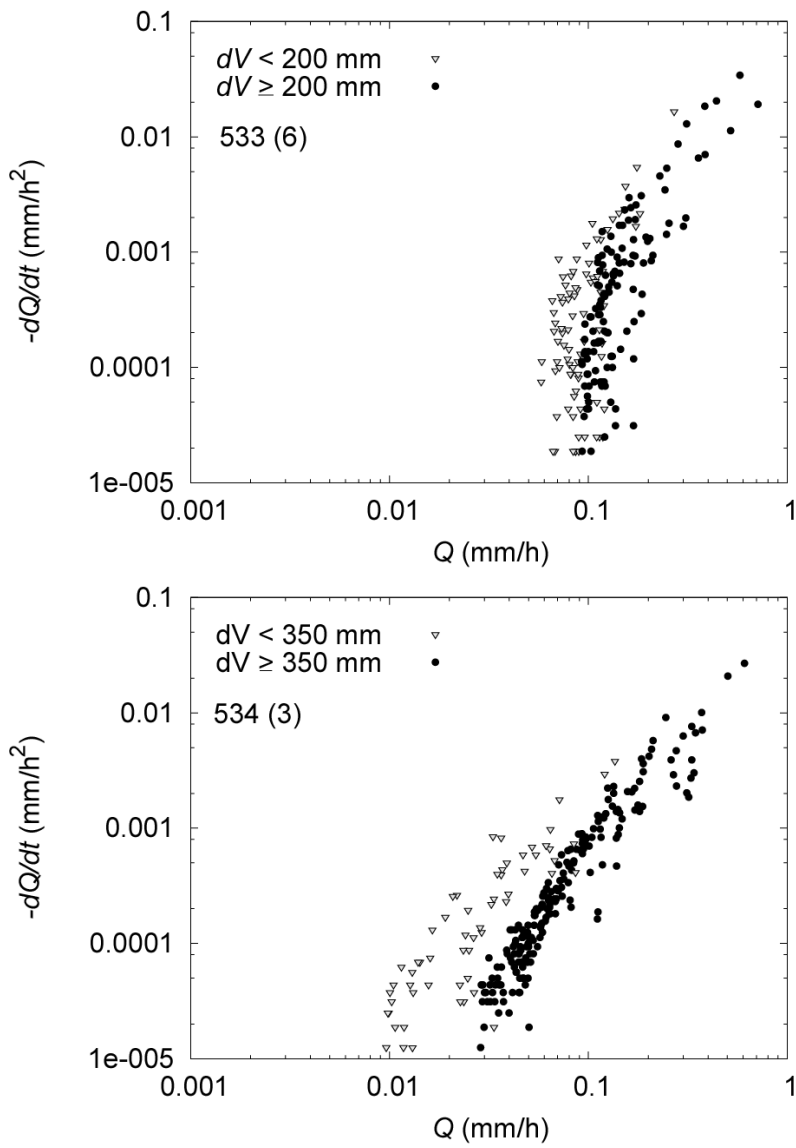 0.1
dV < 200 mm
dV ≥ 200 mm
533 (6)
0.01
0.001
0.0001
1e-005
-dQ/dt (mm/h²)
0.001 0.01 0.1 1
Q (mm/h)
0.1
dV < 350 mm
dV ≥ 350 mm
534 (3)
0.01
0.001
0.0001
1e-005
-dQ/dt (mm/h²)
0.001 0.01 0.1 1
Q (mm/h)